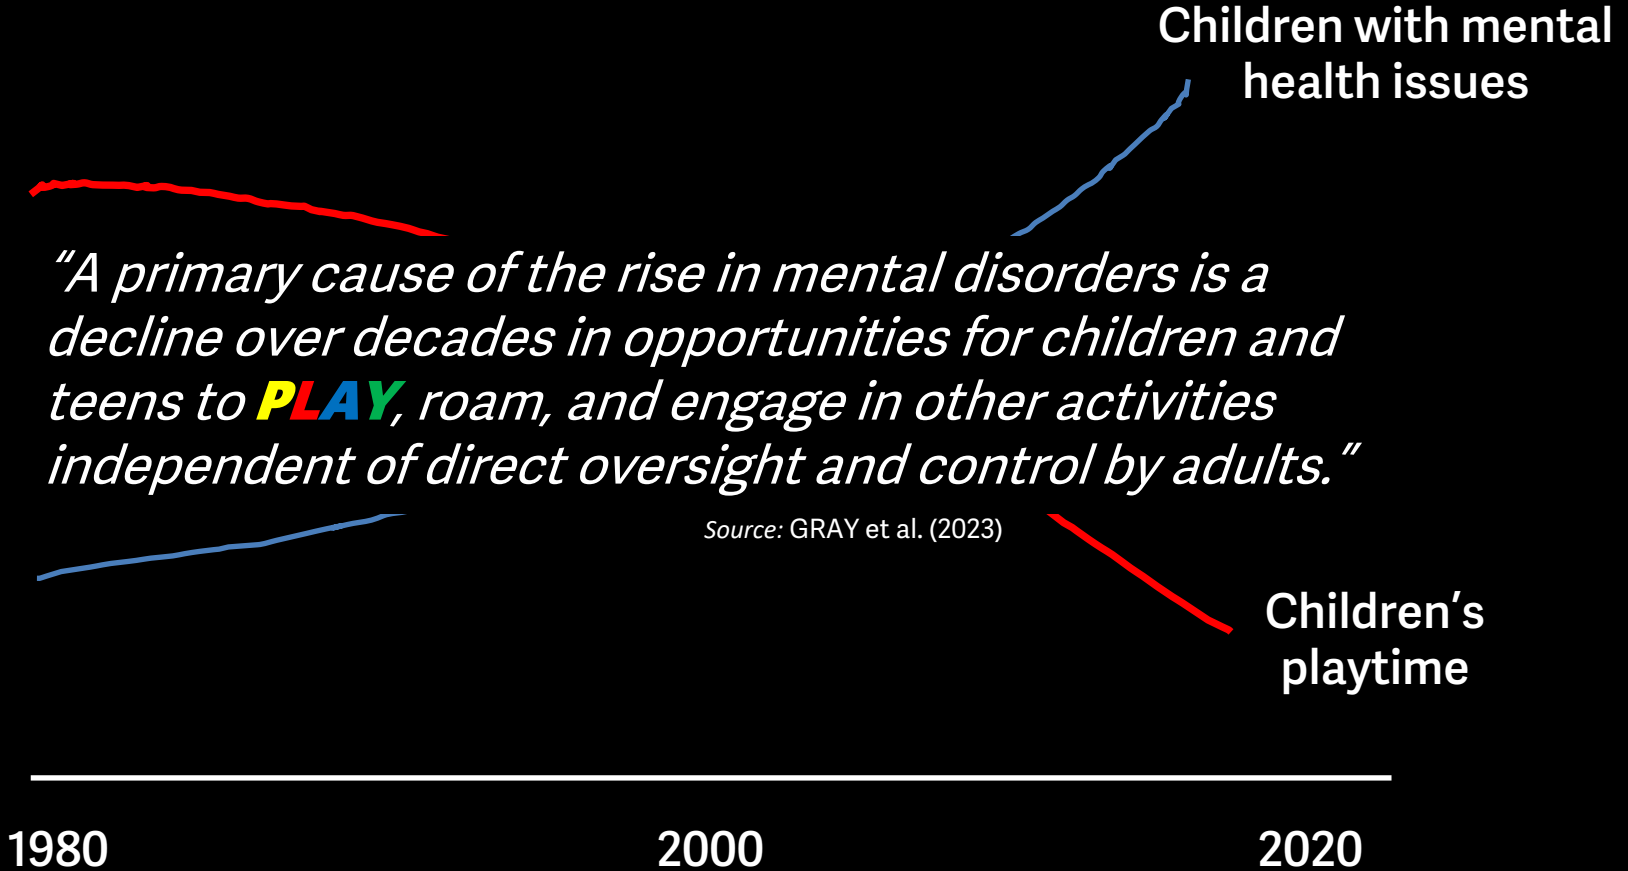 Children with mental
health issues
“A primary cause of the rise in mental disorders is a
decline over decades in opportunities for children and
teens to PLAY, roam, and engage in other activities
independent of direct oversight and control by adults.”
Source: GRAY et al. (2023)
Children’s
playtime
1980 2000 2020